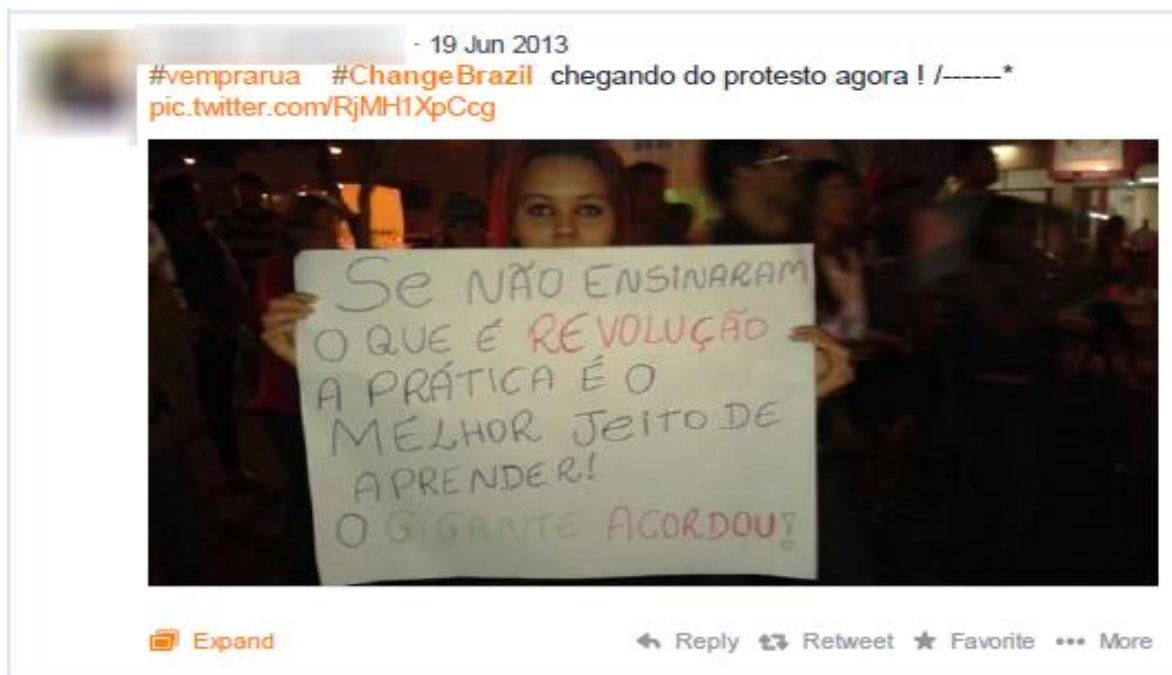 · 19 Jun 2013
#vemprarua #ChangeBrazil chegando do protesto agora ! /------*
pic.twitter.com/RjMH1XpCcg
Se NÃO ENSINARAM
O QUE É REVOLUÇÃO
A PRÁTICA É O
MELHOR JeITO DE
APRENDER!
O GIGANTE ACORDOU!
Expand Reply Retweet Favorite More